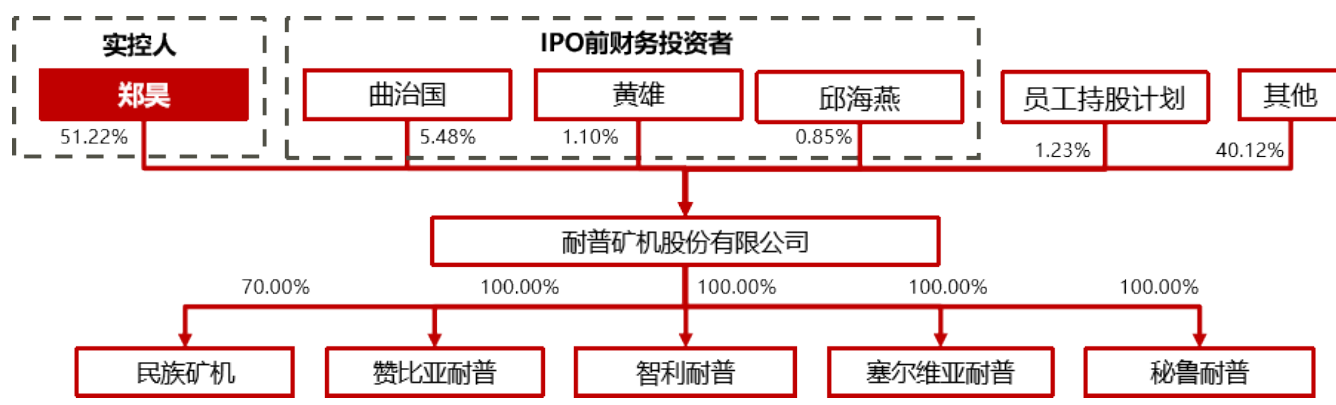 实控人
IPO前财务投资者
郑昊
曲治国
黄雄
邱海燕
员工持股计划
其他
51.22%
5.48%
1.10%
0.85%
1.23%
40.12%
耐普矿机股份有限公司
70.00%
100.00%
100.00%
100.00%
100.00%
民族矿机
赞比亚耐普
智利耐普
塞尔维亚耐普
秘鲁耐普